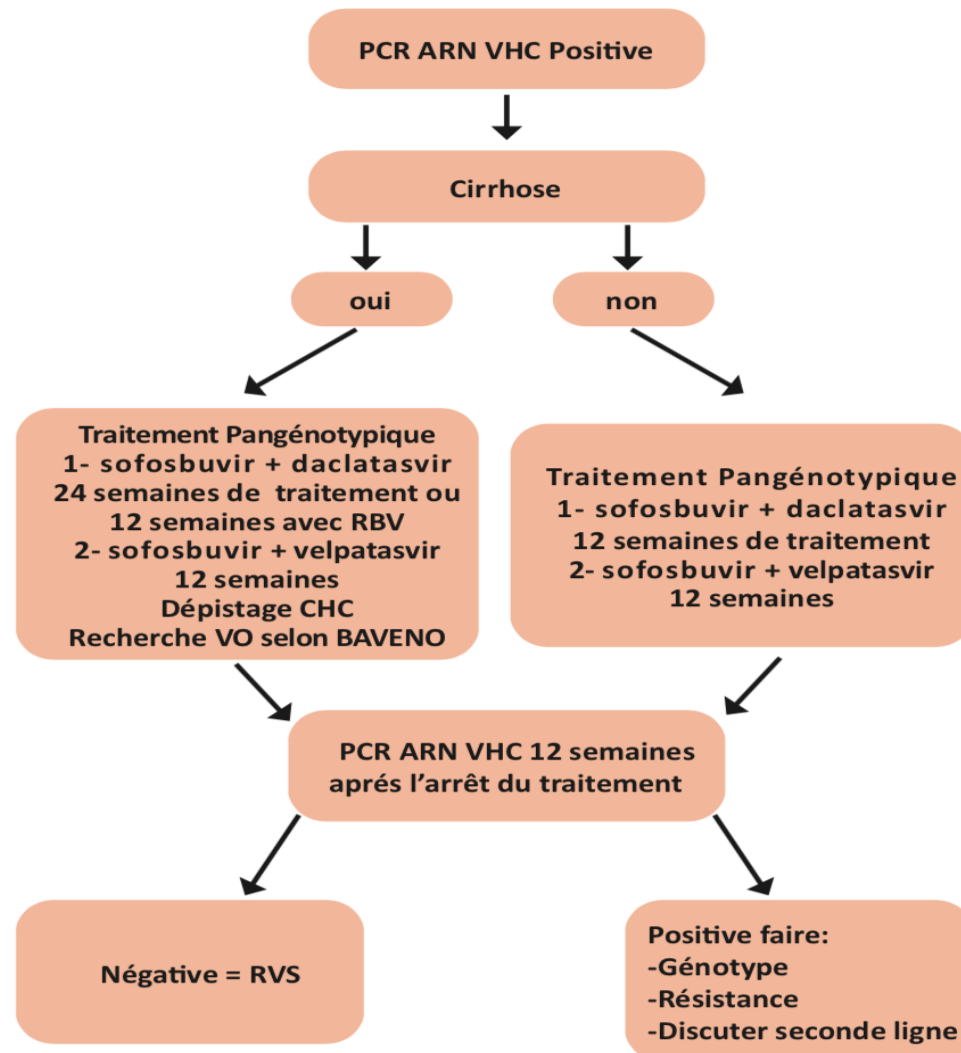 PCR ARN VHC Positive
Cirrhose
oui
non
Traitement Pangénotypique
1- sofosbuvir + daclatasvir
24 semaines de traitement ou
12 semaines avec RBV
2- sofosbuvir + velpatasvir
12 semaines
Dépistage CHC
Recherche VO selon BAVENO
Traitement Pangénotypique
1- sofosbuvir + daclatasvir
12 semaines de traitement
2- sofosbuvir + velpatasvir
12 semaines
PCR ARN VHC 12 semaines
aprés l’arrêt du traitement
Négative = RVS
Positive faire:
-Génotype
-Résistance
-Discuter seconde ligne